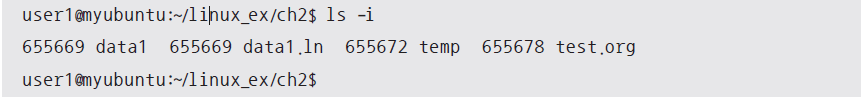 user1@myubuntu:~/linux_ex/ch2$ ls -i
655669 data1  655669 data1.ln  655672 temp  655678 test.org
user1@myubuntu:~/linux_ex/ch2$